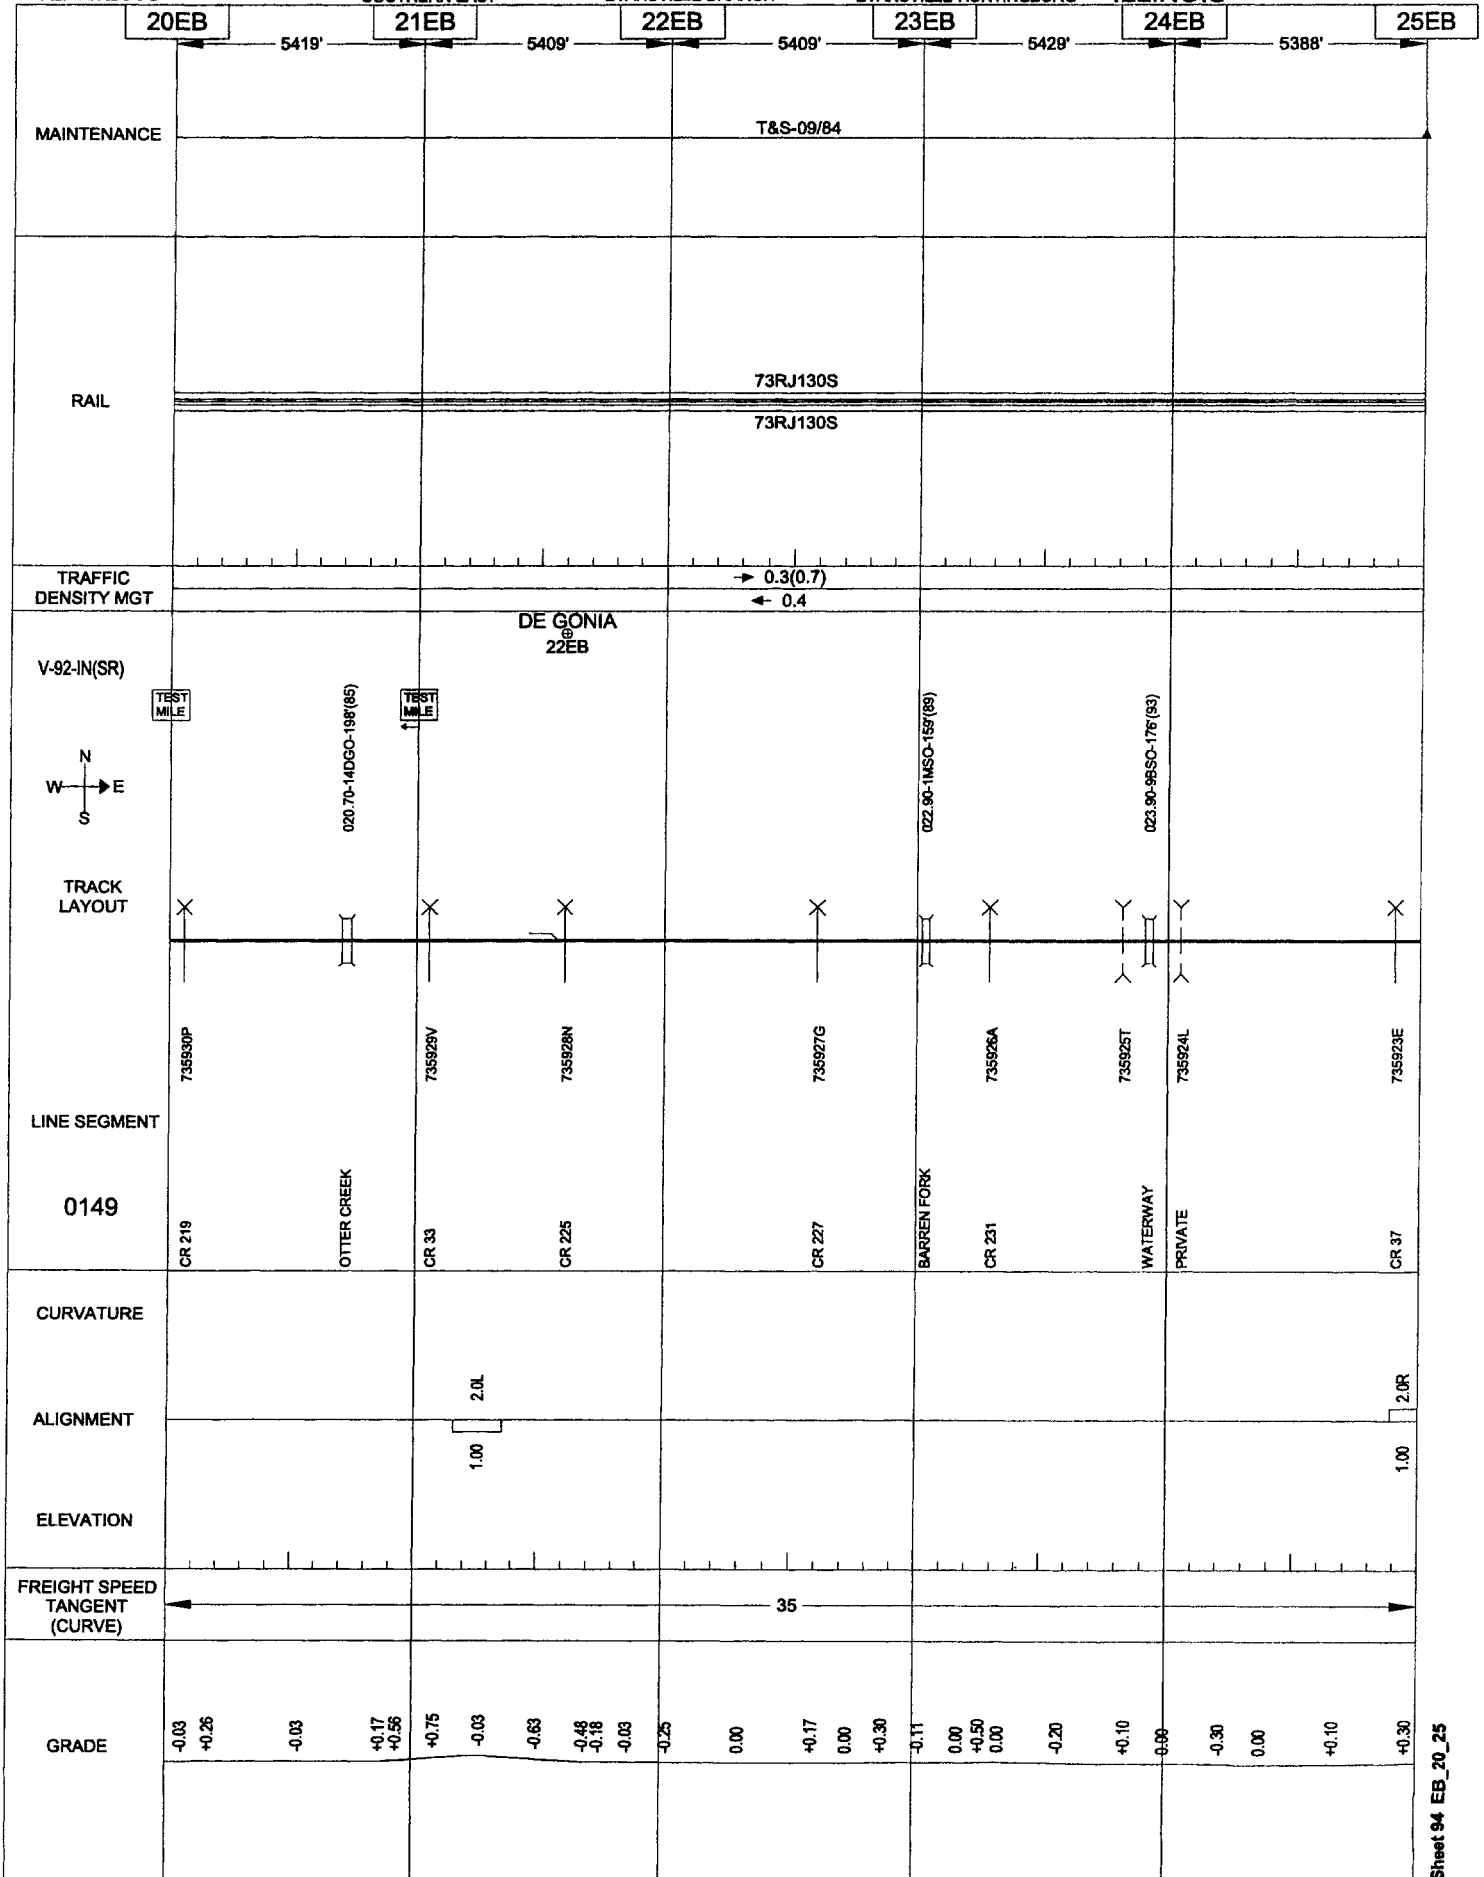 20EB 21EB 22EB 23EB 24EB 25EB
5419' 5409' 5409' 5429' 5388'
MAINTENANCE
T&S-09/84
RAIL
73RJ130S
73RJ130S
TRAFFIC
DENSITY MGT
0.3(0.7)
0.4
DE GONIA
22EB
V-92-IN(SR)
TEST
MILE
TEST
MILE
020.70-14DGO-198'(85)
022.90-1MSO-159'(89)
023.90-9BSO-176'(93)
N
W E
S
TRACK
LAYOUT
735930P
735929V
735928N
735927G
735926A
735925T
735924L
735923E
LINE SEGMENT
0149
CR 219
OTTER CREEK
CR 33
CR 225
CR 227
BARREN FORK
CR 231
WATERWAY
PRIVATE
CR 37
CURVATURE
2.0L
2.0R
ALIGNMENT
1.00
1.00
ELEVATION
FREIGHT SPEED
TANGENT
(CURVE)
35
GRADE
-0.03
+0.26
-0.03
+0.17
+0.56
+0.75
-0.03
-0.63
-0.48
-0.18
-0.03
-0.25
0.00
+0.17
0.00
+0.30
-0.11
0.00
+0.50
0.00
-0.20
+0.10
0.00
-0.30
0.00
+0.10
+0.30
Sheet 94 EB_20_25